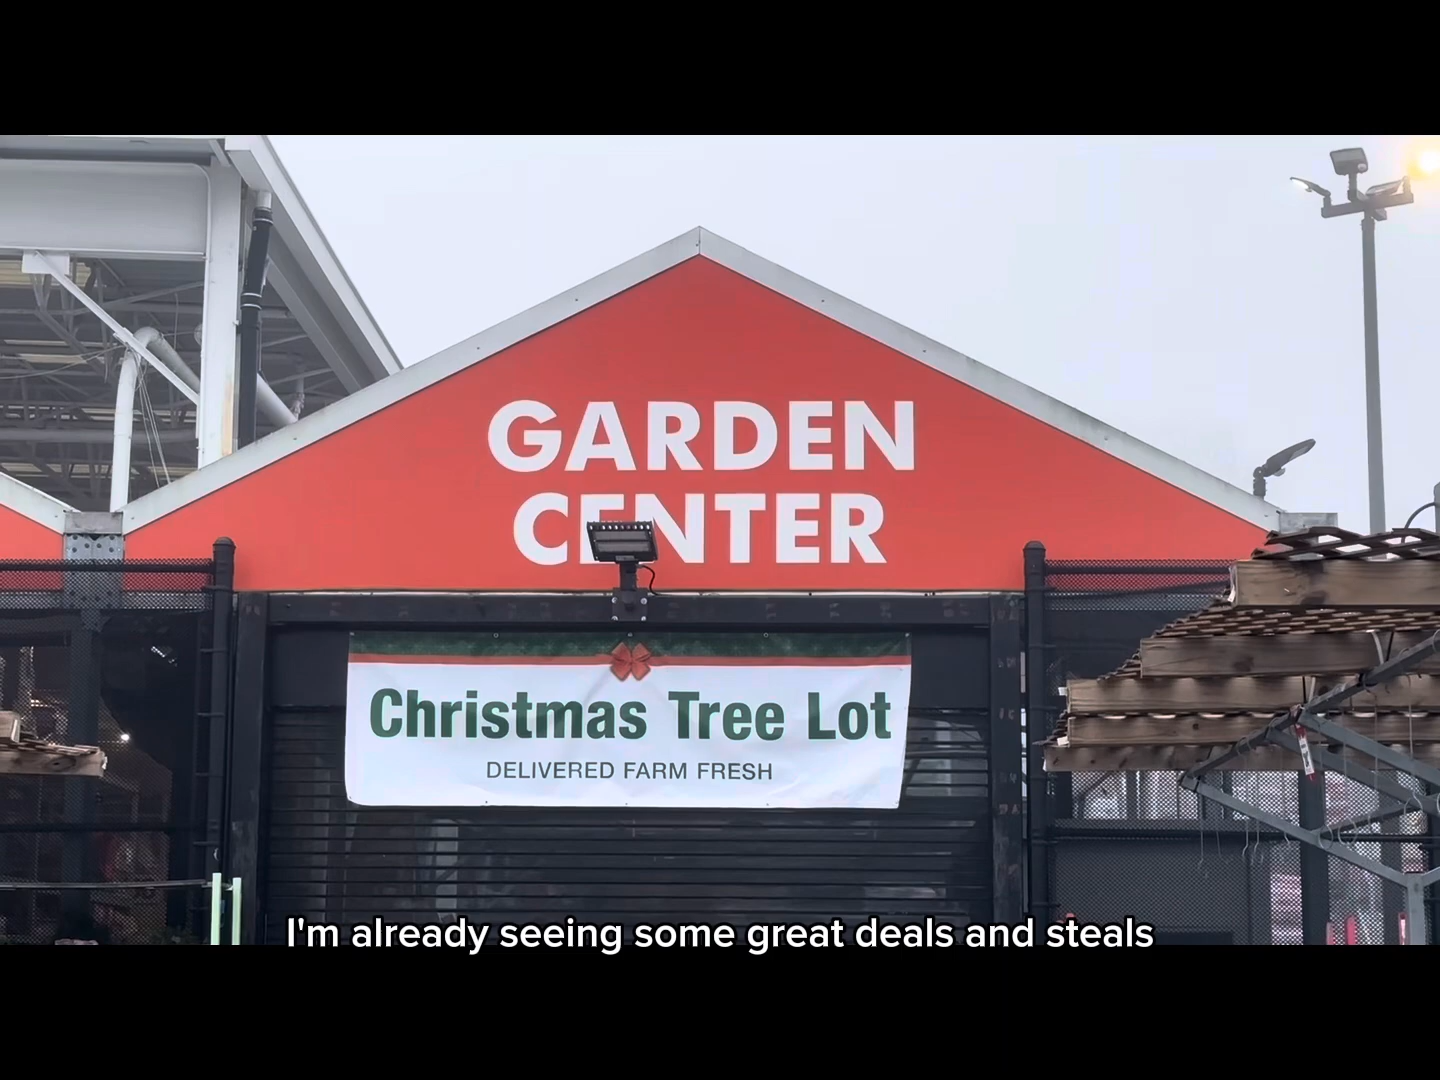 GARDEN
CENTER
Christmas Tree Lot
DELIVERED FARM FRESH
I'm already seeing some great deals and steals